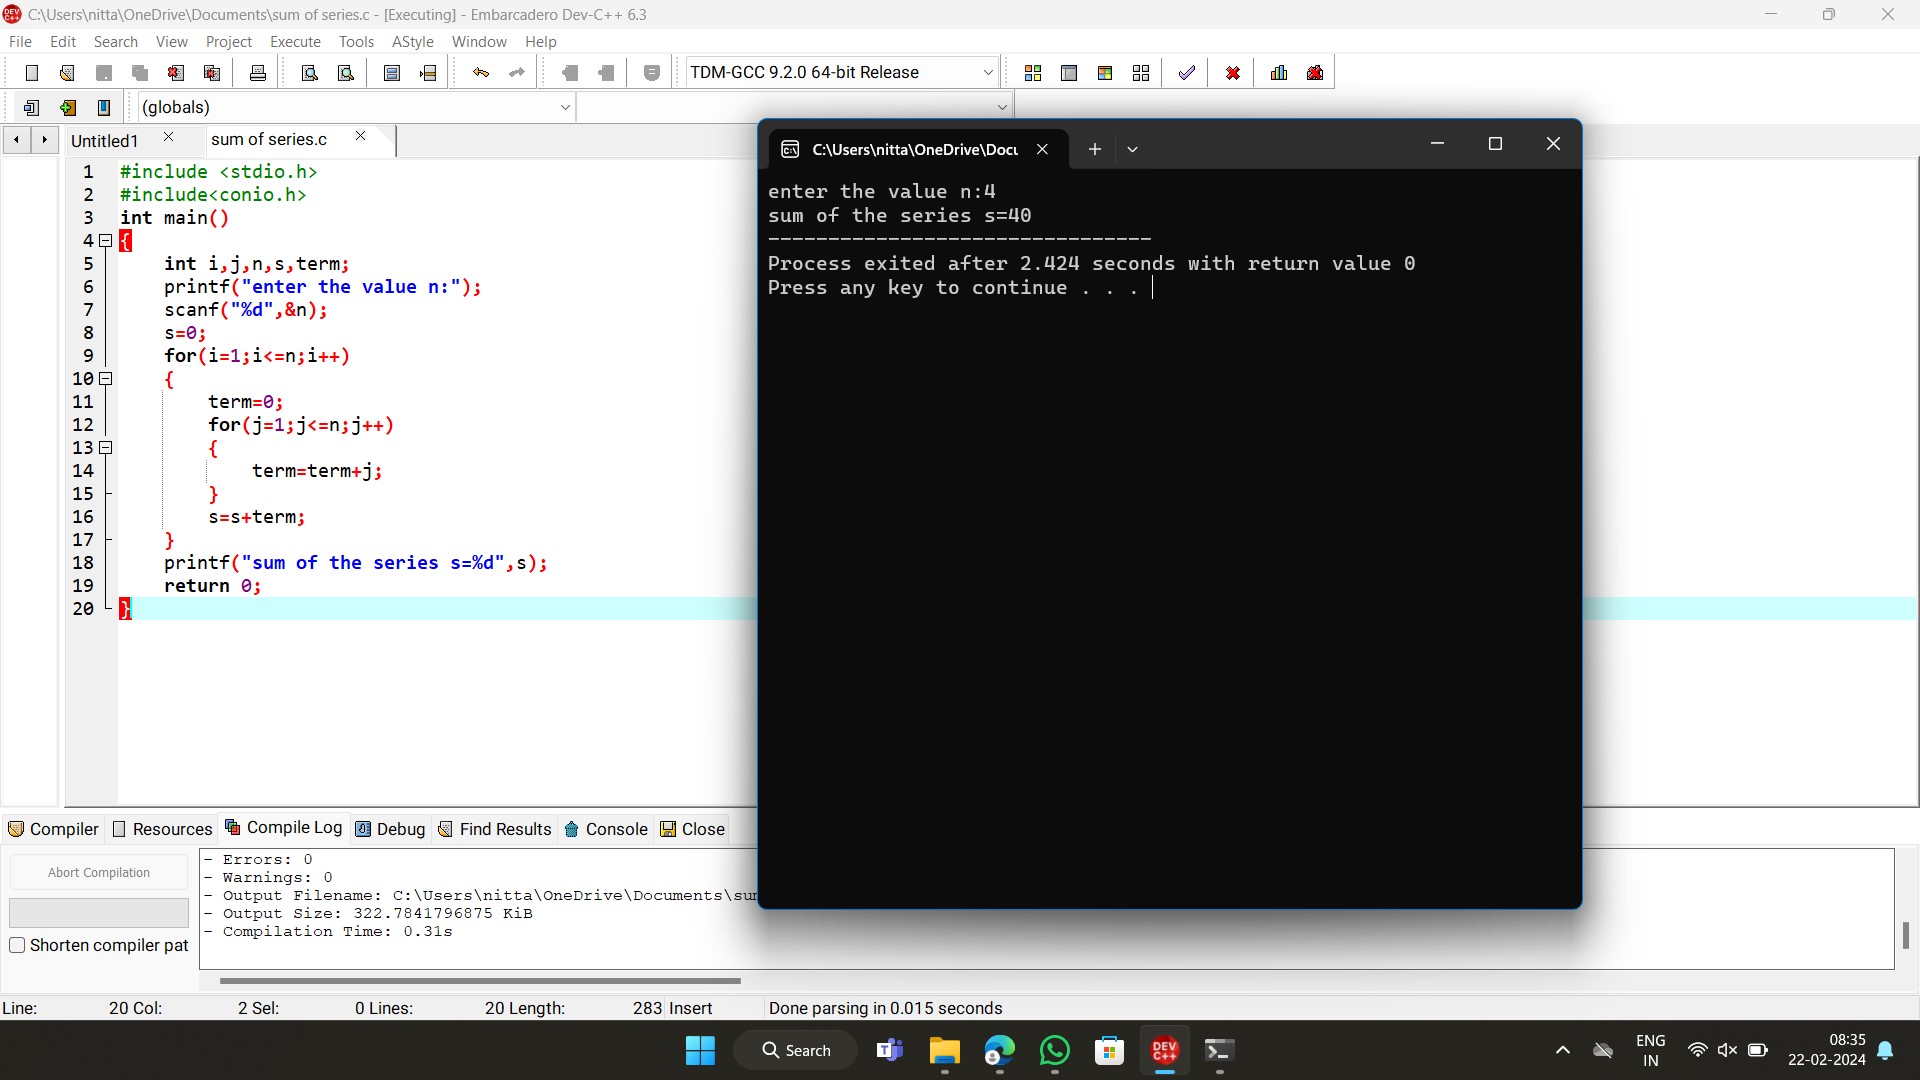 C:\Users\nitta\OneDrive\Documents\sum of series.c - [Executing] - Embarcadero Dev-C++ 6.3
File Edit Search View Project Execute Tools AStyle Window Help
TDM-GCC 9.2.0 64-bit Release
(globals)
Untitled1 sum of series.c
1 #include <stdio.h>
2 #include<conio.h>
3 int main()
4 {
5 int i,j,n,s,term;
6 printf("enter the value n:");
7 scanf("%d",&n);
8 s=0;
9 for(i=1;i<=n;i++)
10 {
11 term=0;
12 for(j=1;j<=n;j++)
13 {
14 term=term+j;
15 }
16 s=s+term;
17 }
18 printf("sum of the series s=%d",s);
19 return 0;
20 }
C:\Users\nitta\OneDrive\Docu
enter the value n:4
sum of the series s=40
--------------------------------
Process exited after 2.424 seconds with return value 0
Press any key to continue . . .
Compiler Resources Compile Log Debug Find Results Console Close
Abort Compilation
Shorten compiler pat
- Errors: 0
- Warnings: 0
- Output Filename: C:\Users\nitta\OneDrive\Documents\sum
- Output Size: 322.7841796875 KiB
- Compilation Time: 0.31s
Line: 20 Col: 2 Sel: 0 Lines: 20 Length: 283 Insert Done parsing in 0.015 seconds
Search
DEV C++
ENG
IN
08:35
22-02-2024